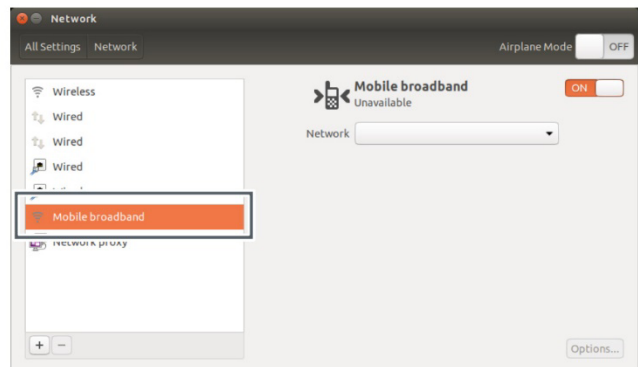 Network
All Settings Network
Airplane Mode OFF
Wireless
Wired
Wired
Wired
Mobile broadband
Network proxy
+ -
Mobile broadband
ON
Unavailable
Network
Options...